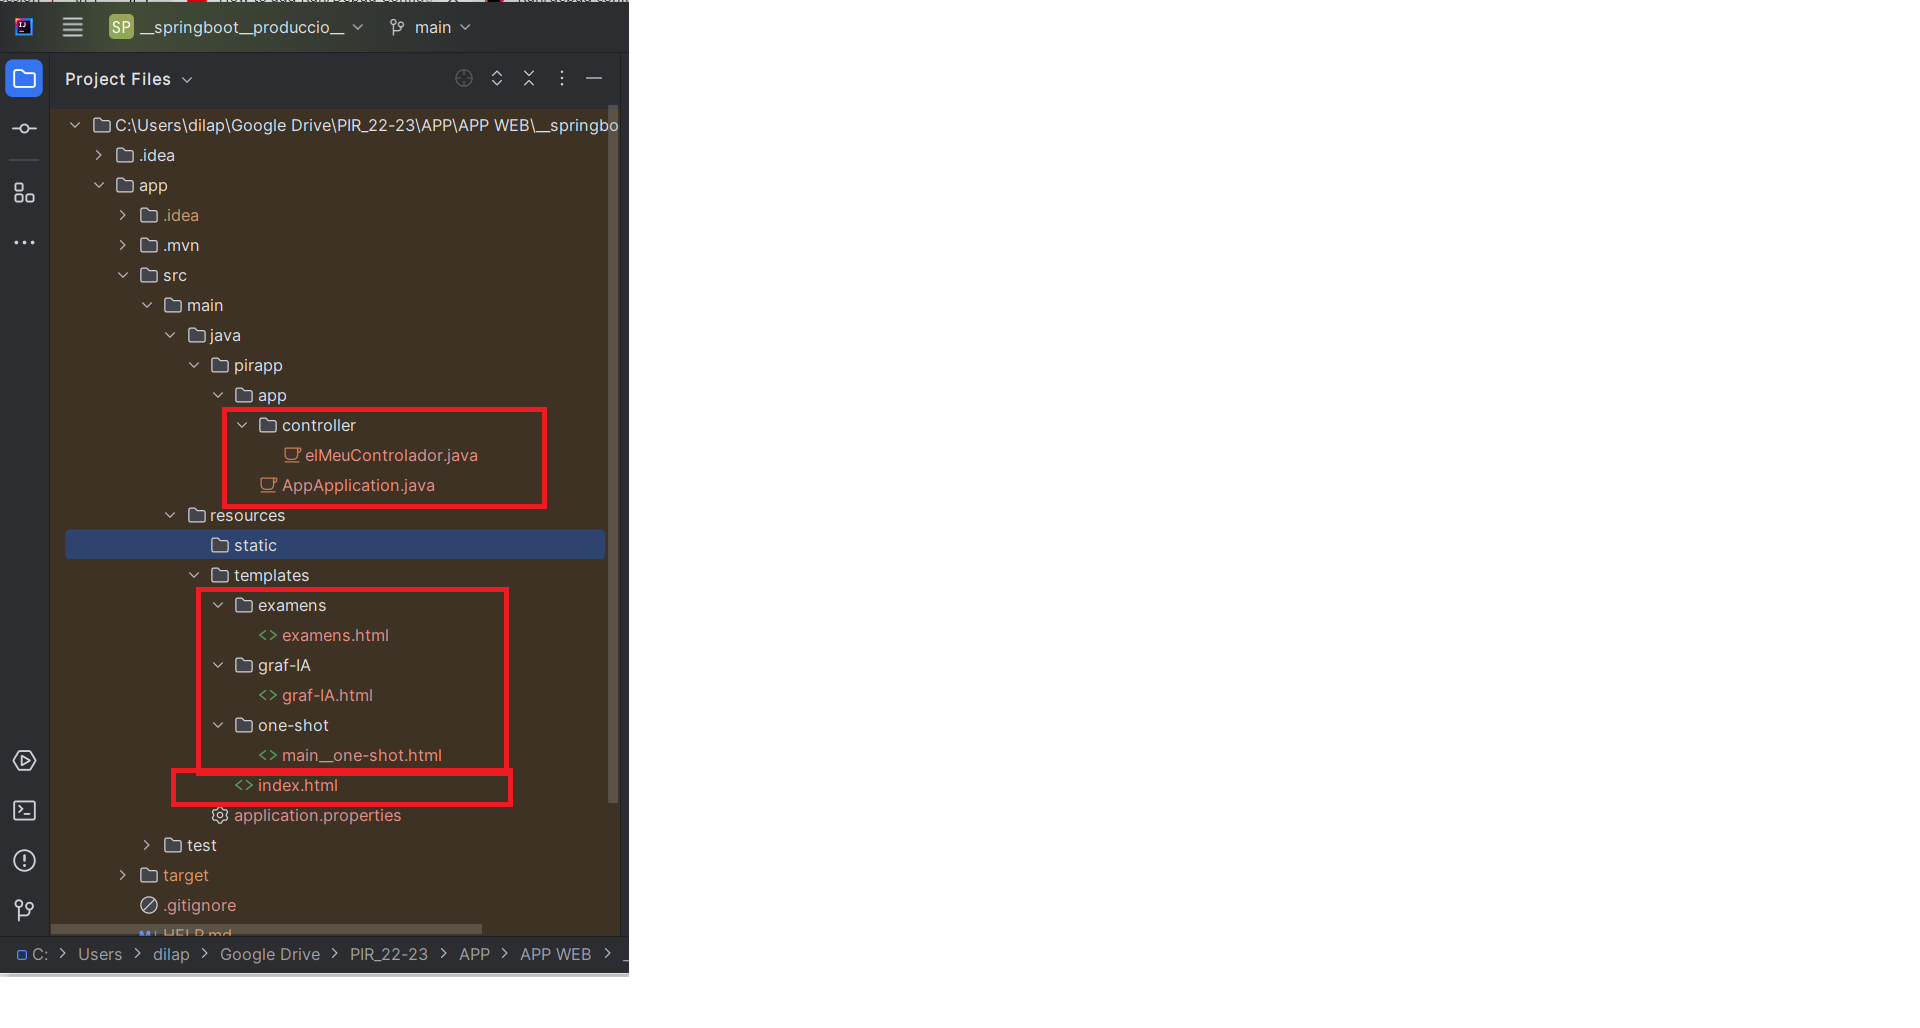 SP __springboot__produccio__ main
Project Files
C:\Users\dilap\Google Drive\PIR_22-23\APP\APP WEB\__springbo
.idea
app
.idea
.mvn
src
main
java
pirapp
app
controller
elMeuControlador.java
AppApplication.java
resources
static
templates
examens
examens.html
graf-IA
graf-IA.html
one-shot
main__one-shot.html
index.html
application.properties
test
target
.gitignore
HELP.md
C: > Users > dilap > Google Drive > PIR_22-23 > APP > APP WEB >